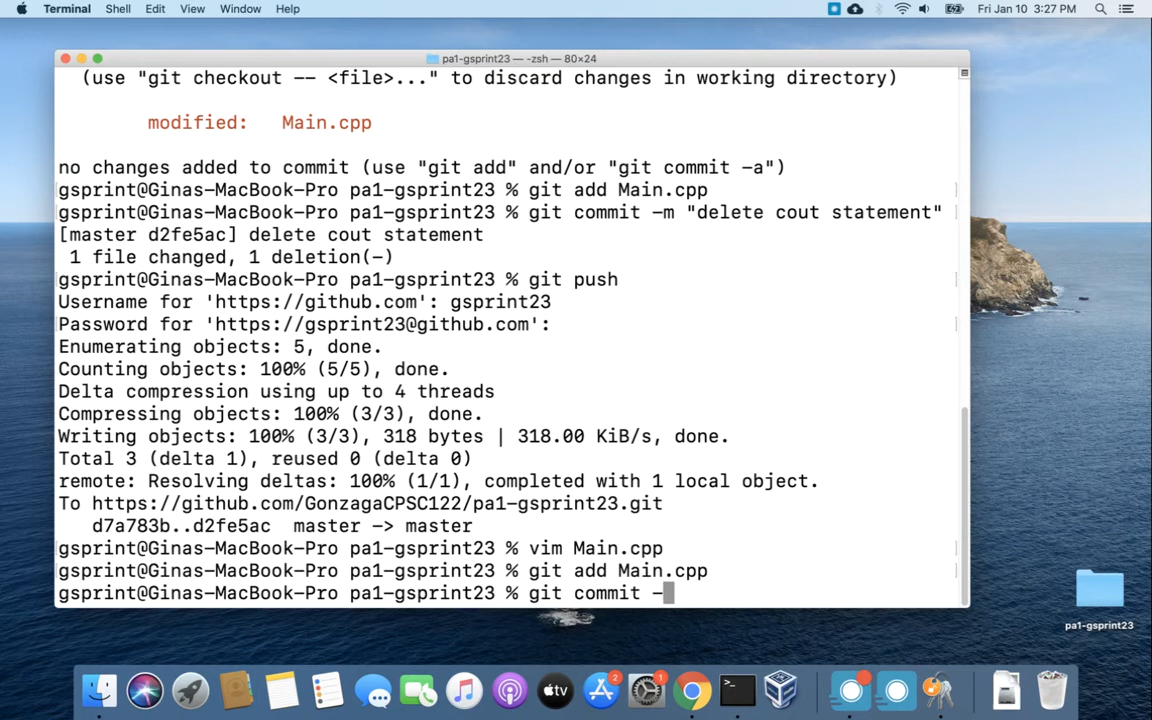 Terminal Shell Edit View Window Help Fri Jan 10 3:27 PM
pa1-gsprint23 — -zsh — 80×24
(use "git checkout -- <file>..." to discard changes in working directory)
modified: Main.cpp
no changes added to commit (use "git add" and/or "git commit -a")
gsprint@Ginas-MacBook-Pro pa1-gsprint23 % git add Main.cpp
gsprint@Ginas-MacBook-Pro pa1-gsprint23 % git commit -m "delete cout statement"
[master d2fe5ac] delete cout statement
1 file changed, 1 deletion(-)
gsprint@Ginas-MacBook-Pro pa1-gsprint23 % git push
Username for 'https://github.com': gsprint23
Password for 'https://gsprint23@github.com':
Enumerating objects: 5, done.
Counting objects: 100% (5/5), done.
Delta compression using up to 4 threads
Compressing objects: 100% (3/3), done.
Writing objects: 100% (3/3), 318 bytes | 318.00 KiB/s, done.
Total 3 (delta 1), reused 0 (delta 0)
remote: Resolving deltas: 100% (1/1), completed with 1 local object.
To https://github.com/GonzagaCPSC122/pa1-gsprint23.git
d7a783b..d2fe5ac master -> master
gsprint@Ginas-MacBook-Pro pa1-gsprint23 % vim Main.cpp
gsprint@Ginas-MacBook-Pro pa1-gsprint23 % git add Main.cpp
gsprint@Ginas-MacBook-Pro pa1-gsprint23 % git commit -
pa1-gsprint23
tv
2
1
>_